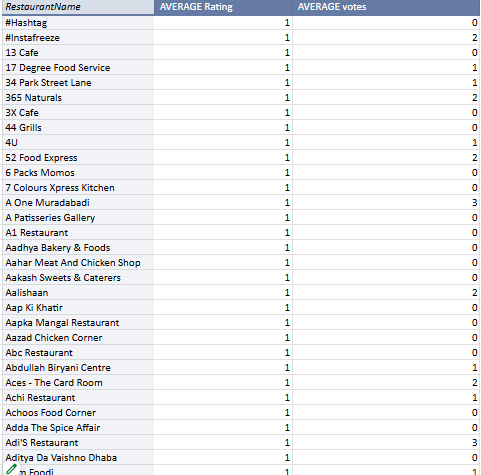 RestaurantName AVERAGE Rating AVERAGE votes
#Hashtag 1 0
#Instafreeze 1 2
13 Cafe 1 0
17 Degree Food Service 1 1
34 Park Street Lane 1 1
365 Naturals 1 2
3X Cafe 1 0
44 Grills 1 0
4U 1 1
52 Food Express 1 2
6 Packs Momos 1 0
7 Colours Xpress Kitchen 1 0
A One Muradabadi 1 3
A Patisseries Gallery 1 0
A1 Restaurant 1 0
Aadhya Bakery & Foods 1 0
Aahar Meat And Chicken Shop 1 0
Aakash Sweets & Caterers 1 0
Aalishaan 1 2
Aap Ki Khatir 1 0
Aapka Mangal Restaurant 1 0
Aazad Chicken Corner 1 0
Abc Restaurant 1 0
Abdullah Biryani Centre 1 1
Aces - The Card Room 1 2
Achi Restaurant 1 1
Achoos Food Corner 1 0
Adda The Spice Affair 1 0
Adi'S Restaurant 1 3
Aditya Da Vaishno Dhaba 1 0
Foodi 1 1